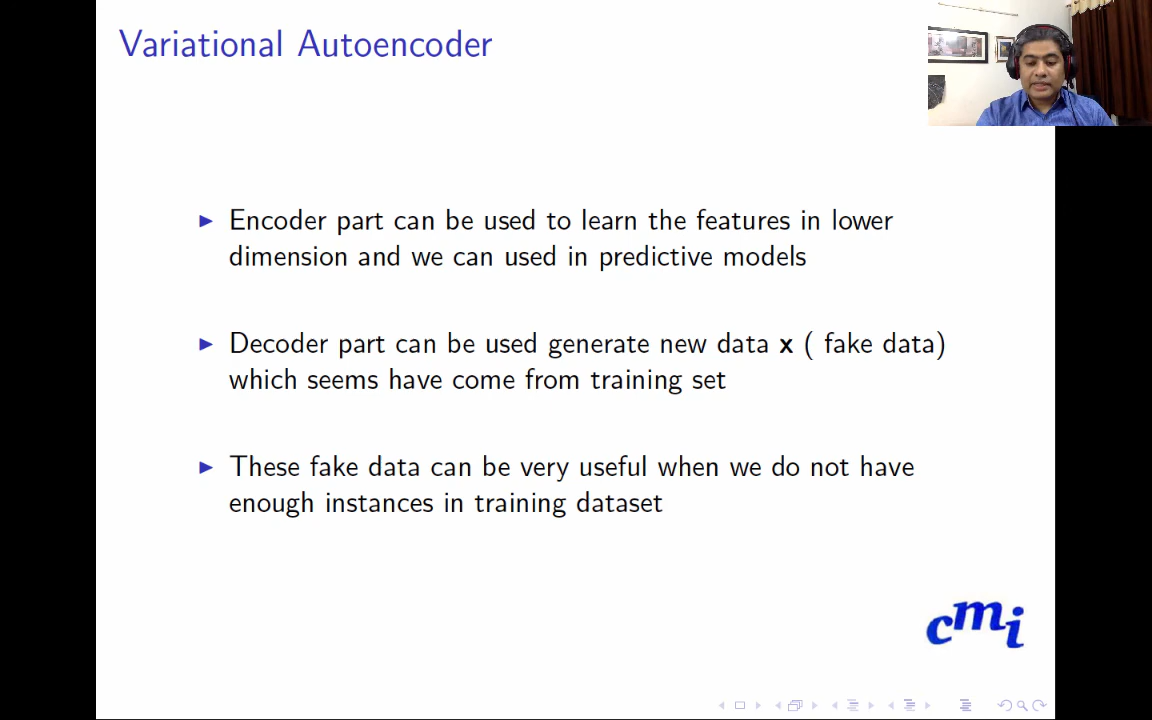 Variational Autoencoder
▶ Encoder part can be used to learn the features in lower
dimension and we can used in predictive models
▶ Decoder part can be used generate new data x ( fake data)
which seems have come from training set
▶ These fake data can be very useful when we do not have
enough instances in training dataset
cmi